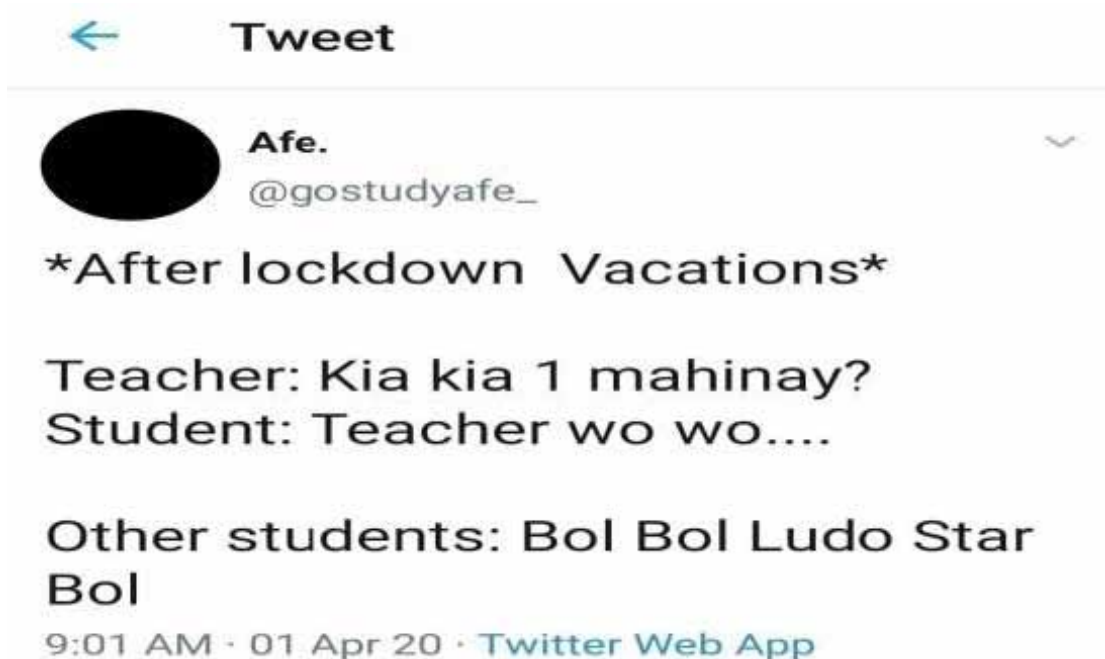 Tweet
Afe.
@gostudyafe_
*After lockdown Vacations*
Teacher: Kia kia 1 mahinay?
Student: Teacher wo wo....
Other students: Bol Bol Ludo Star
Bol
9:01 AM · 01 Apr 20 · Twitter Web App